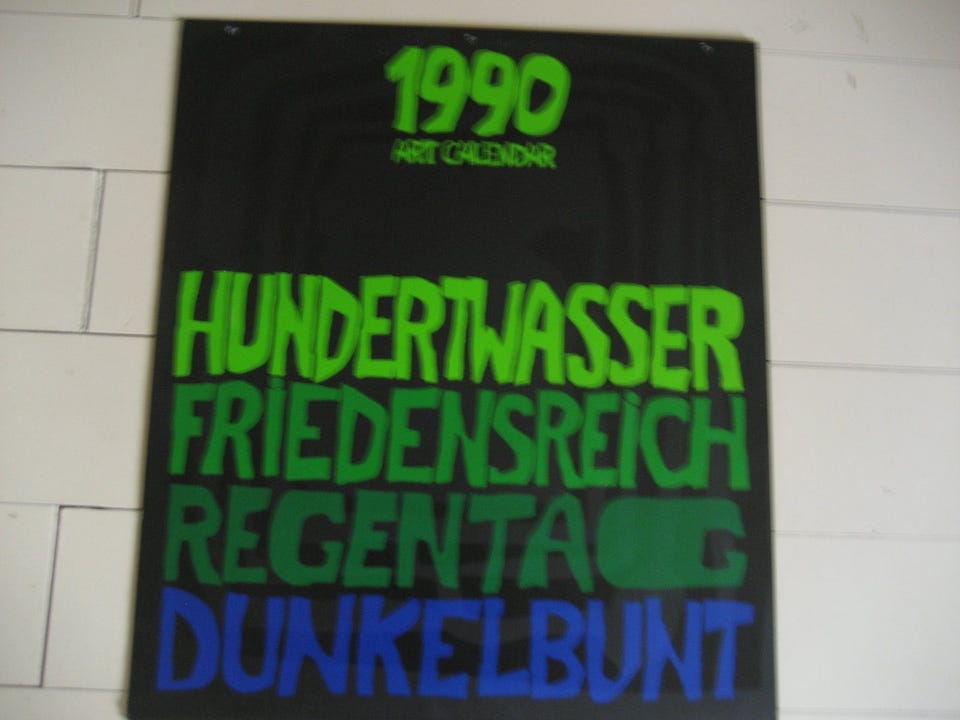 1990
ART CALENDAR
HUNDERTWASSER
FRiEDENSREiCH
REGENTAG
DUNKELBUNT